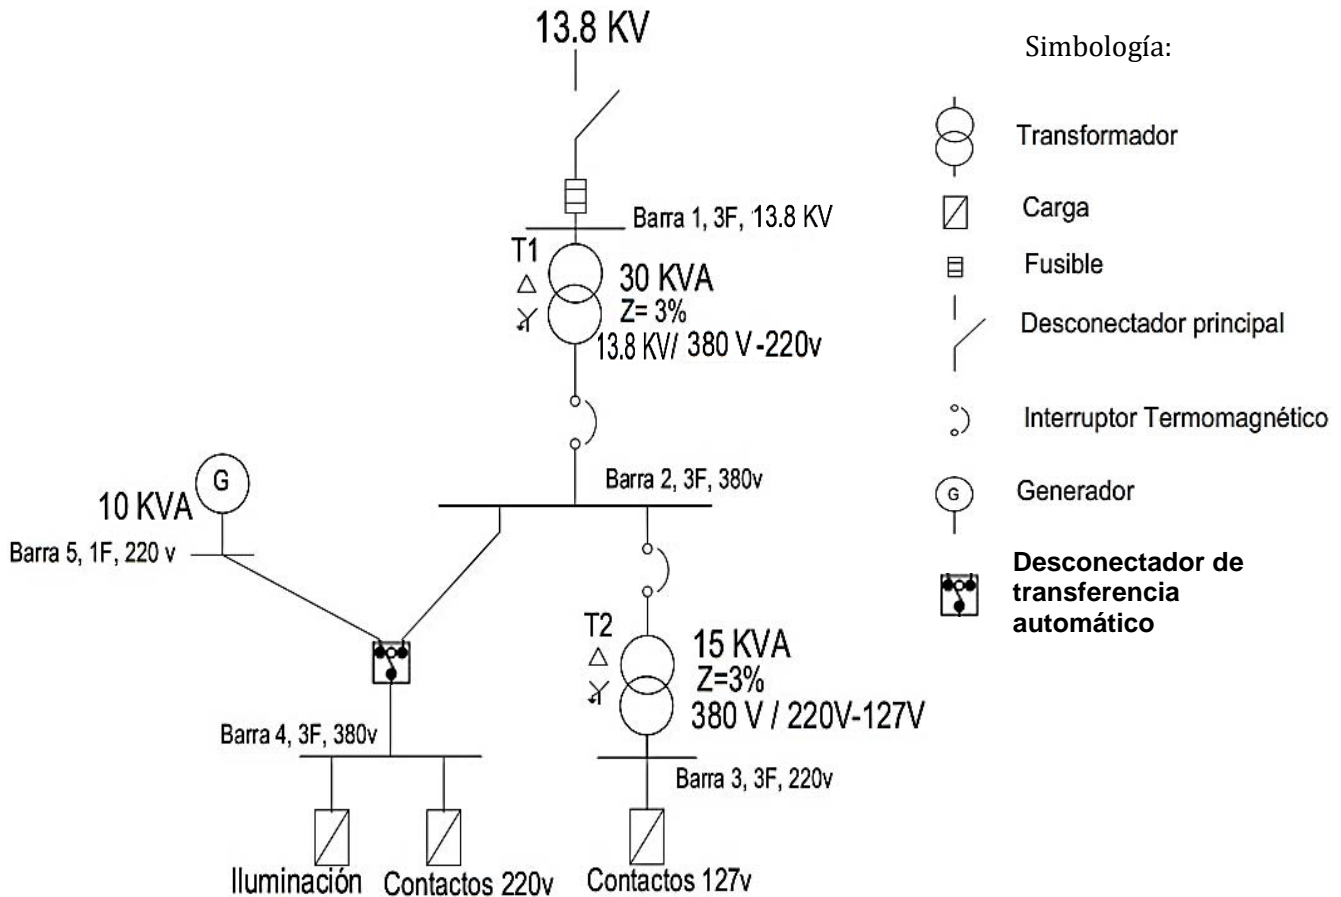 13.8 KV
Barra 1, 3F, 13.8 KV
T1
30 KVA
Z= 3%
13.8 KV/ 380 V-220v
Barra 2, 3F, 380v
G
10 KVA
Barra 5, 1F, 220 v
T2
15 KVA
Z=3%
380 V / 220V-127V
Barra 4, 3F, 380v
Barra 3, 3F, 220v
Iluminación
Contactos 220v
Contactos 127v
Simbología:
Transformador
Carga
Fusible
Desconectador principal
Interruptor Termomagnético
G
Generador
Desconectador de
transferencia
automático